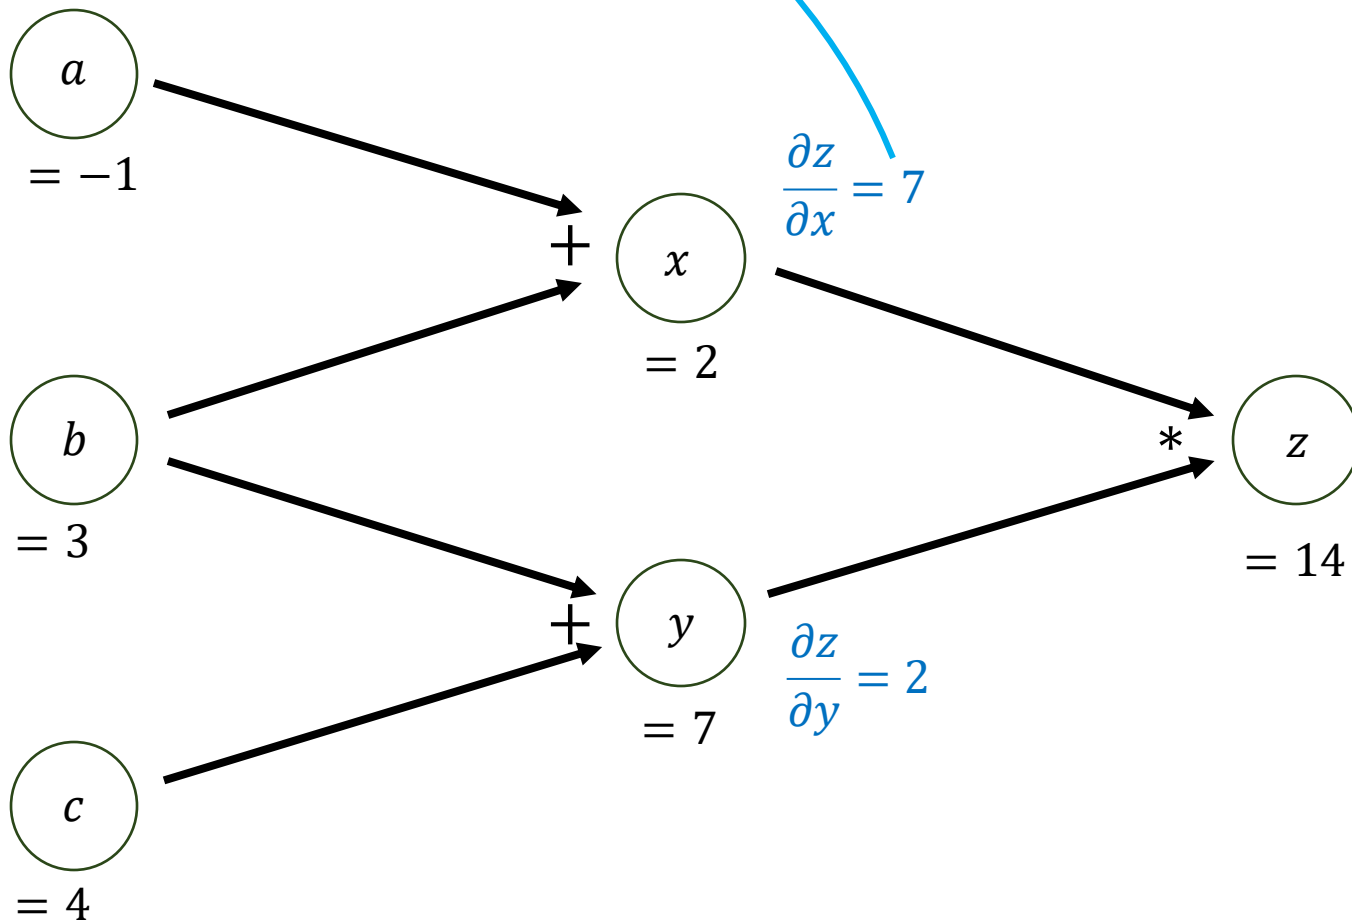 a
= −1
+
x
= 2
∂z/∂x = 7
b
= 3
*
z
= 14
+
y
= 7
∂z/∂y = 2
c
= 4